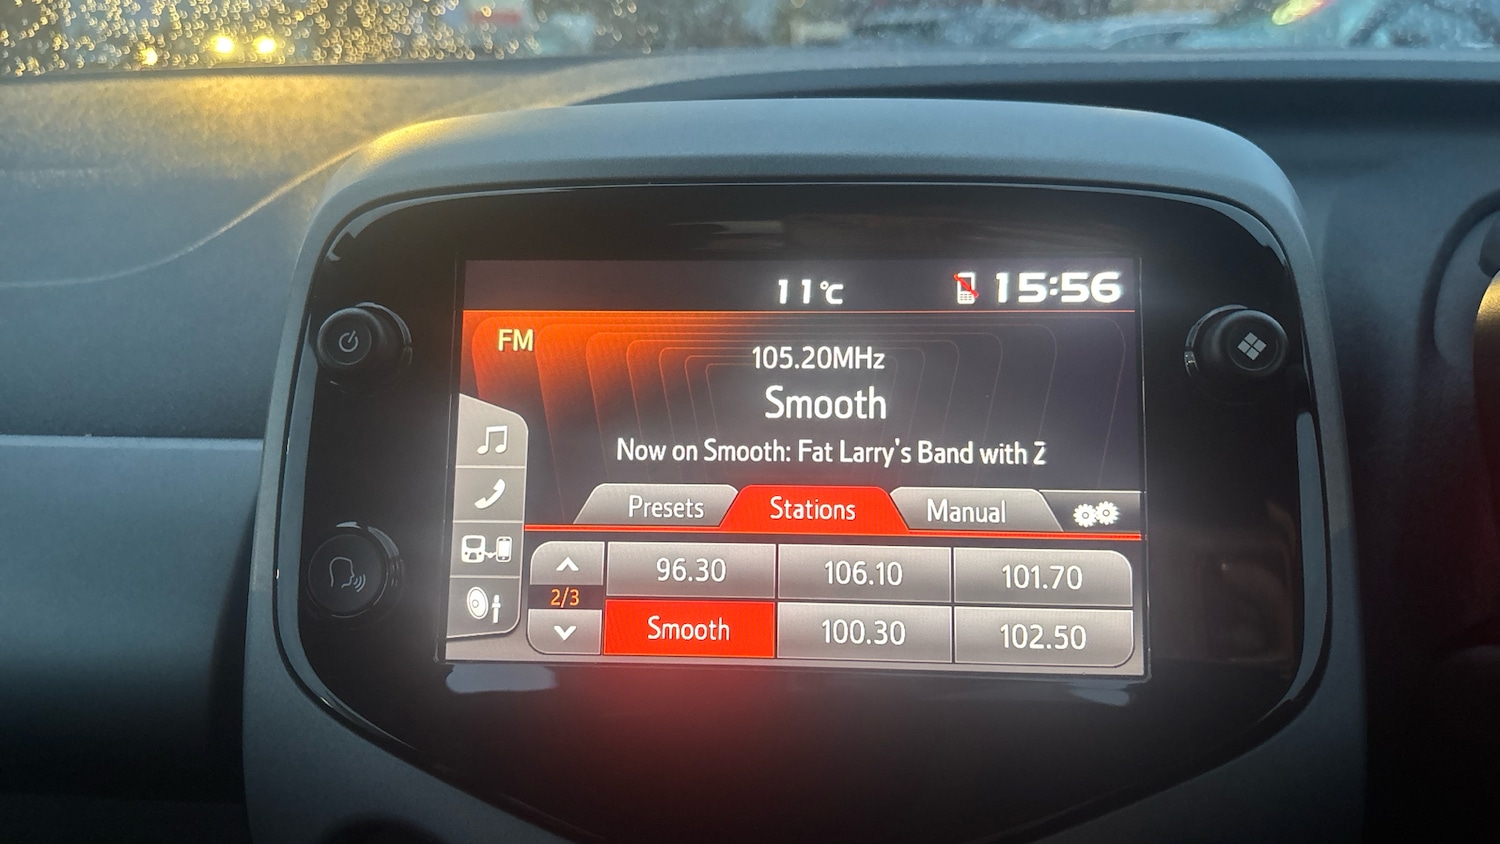 11°C 15:56
FM
105.20MHz
Smooth
Now on Smooth: Fat Larry's Band with Z
Presets Stations Manual
96.30 106.10 101.70
2/3
Smooth 100.30 102.50